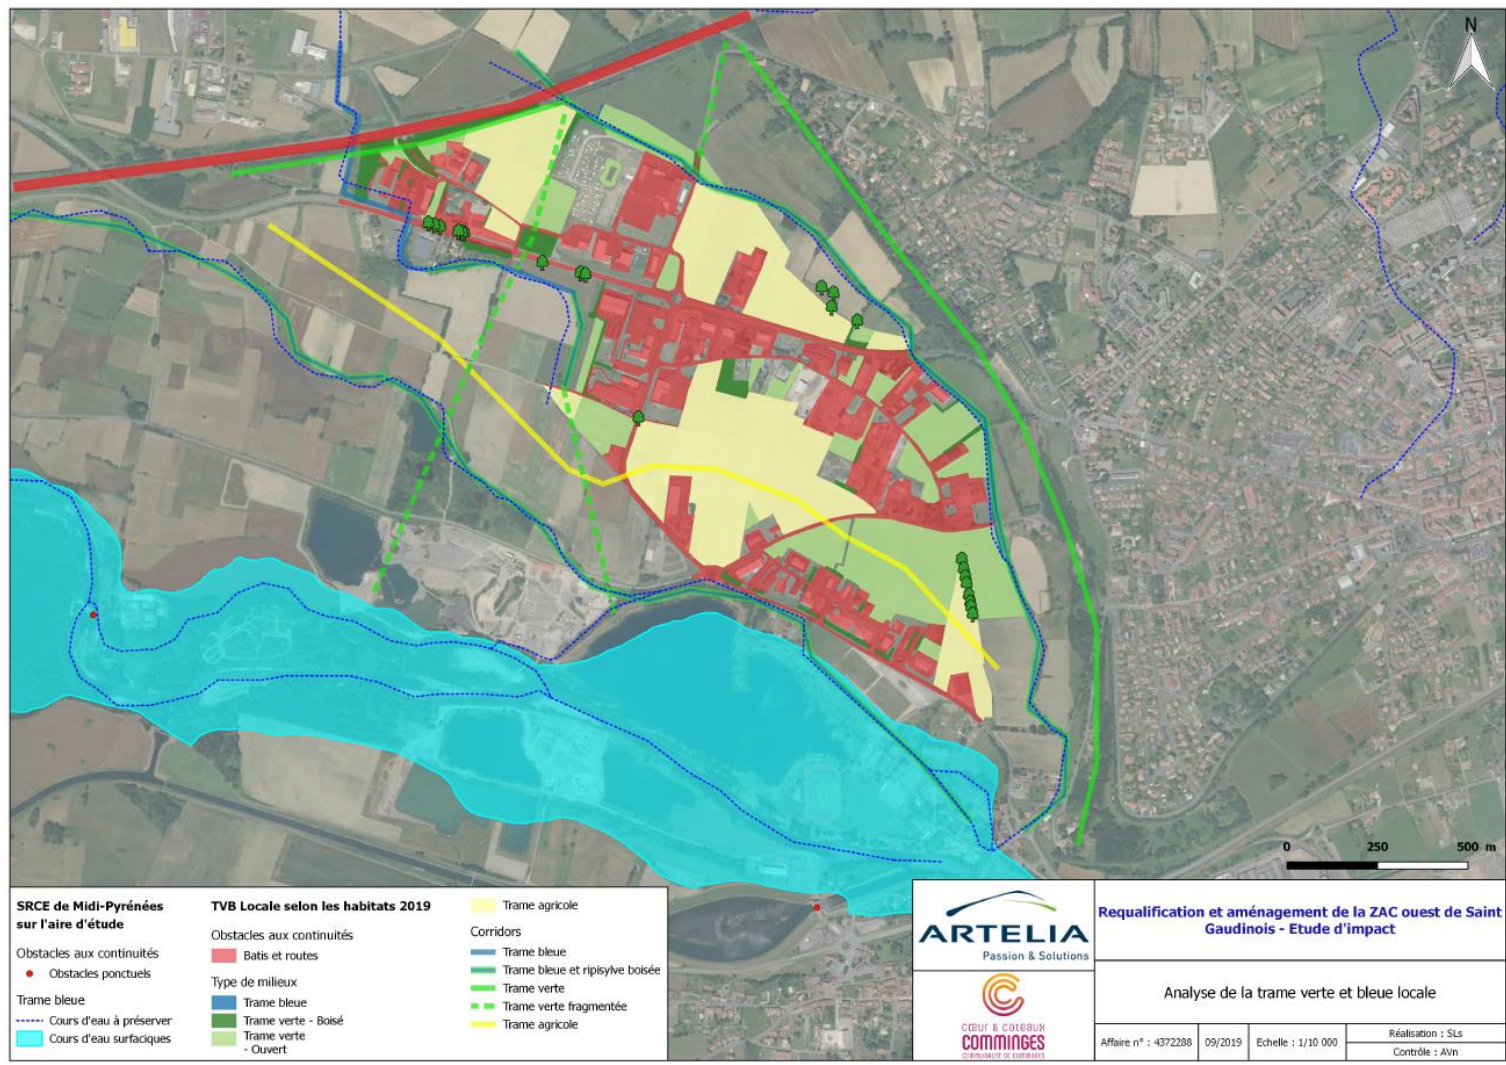 N
0 250 500 m
SRCE de Midi-Pyrénées
sur l'aire d'étude
Obstacles aux continuités
Obstacles ponctuels
Trame bleue
Cours d'eau à préserver
Cours d'eau surfaciques
TVB Locale selon les habitats 2019
Obstacles aux continuités
Batis et routes
Type de milieux
Trame bleue
Trame verte - Boisé
Trame verte
- Ouvert
Trame agricole
Corridors
Trame bleue
Trame bleue et ripisylve boisée
Trame verte
Trame verte fragmentée
Trame agricole
ARTELIA
Passion & Solutions
CœUR & COTEAUX
COMMINGES
COMMUNAUTÉ DE COMMUNES
Requalification et aménagement de la ZAC ouest de Saint
Gaudinois - Etude d'impact
Analyse de la trame verte et bleue locale
Affaire n° : 4372288
09/2019
Echelle : 1/10 000
Réalisation : SLs
Contrôle : AVn